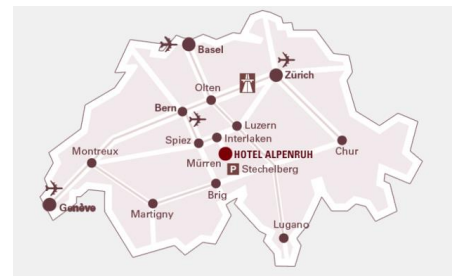 Basel
Zürich
Olten
Bern
Luzern
Spiez
Interlaken
HOTEL ALPENRUH
Chur
Montreux
Mürren
P Stechelberg
Brig
Genève
Martigny
Lugano